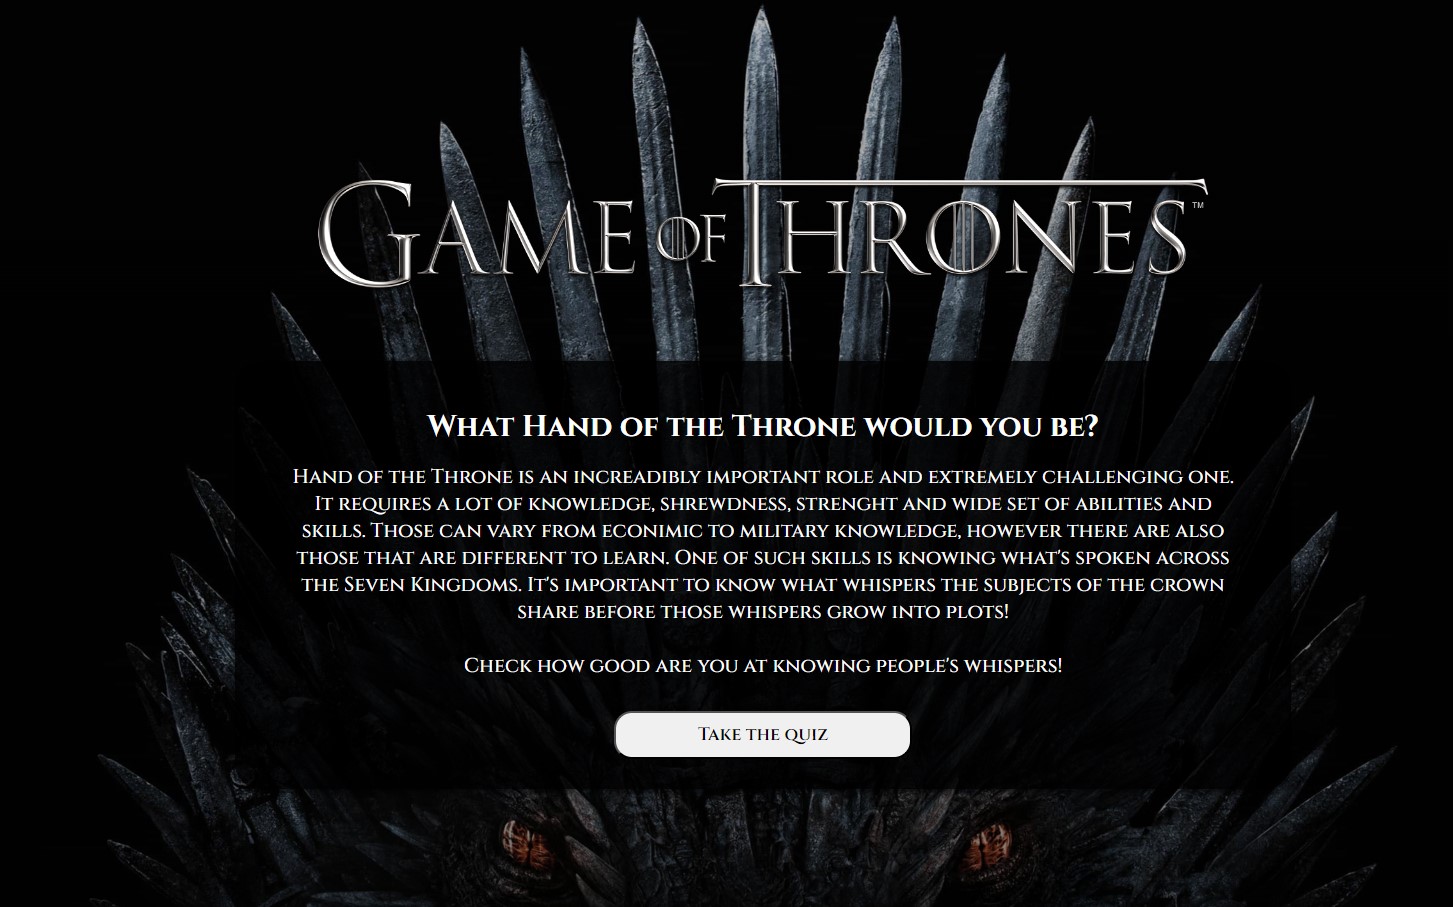 GAME OF THRONES™
What Hand of the Throne would you be?
Hand of the Throne is an increadibly important role and extremely challenging one.
It requires a lot of knowledge, shrewdness, strenght and wide set of abilities and
skills. Those can vary from econimic to military knowledge, however there are also
those that are different to learn. One of such skills is knowing what's spoken across
the Seven Kingdoms. It's important to know what whispers the subjects of the crown
share before those whispers grow into plots!
Check how good are you at knowing people's whispers!
Take the quiz